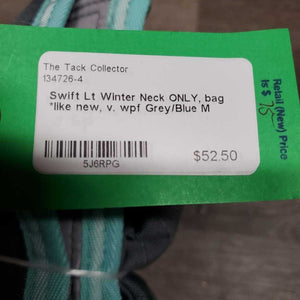 The Tack Collector
134726-4
Swift Lt Winter Neck ONLY, bag
*like new, v. wpf Grey/Blue M
5J6RPG
$52.50
Retail (New) Price
is $ 75